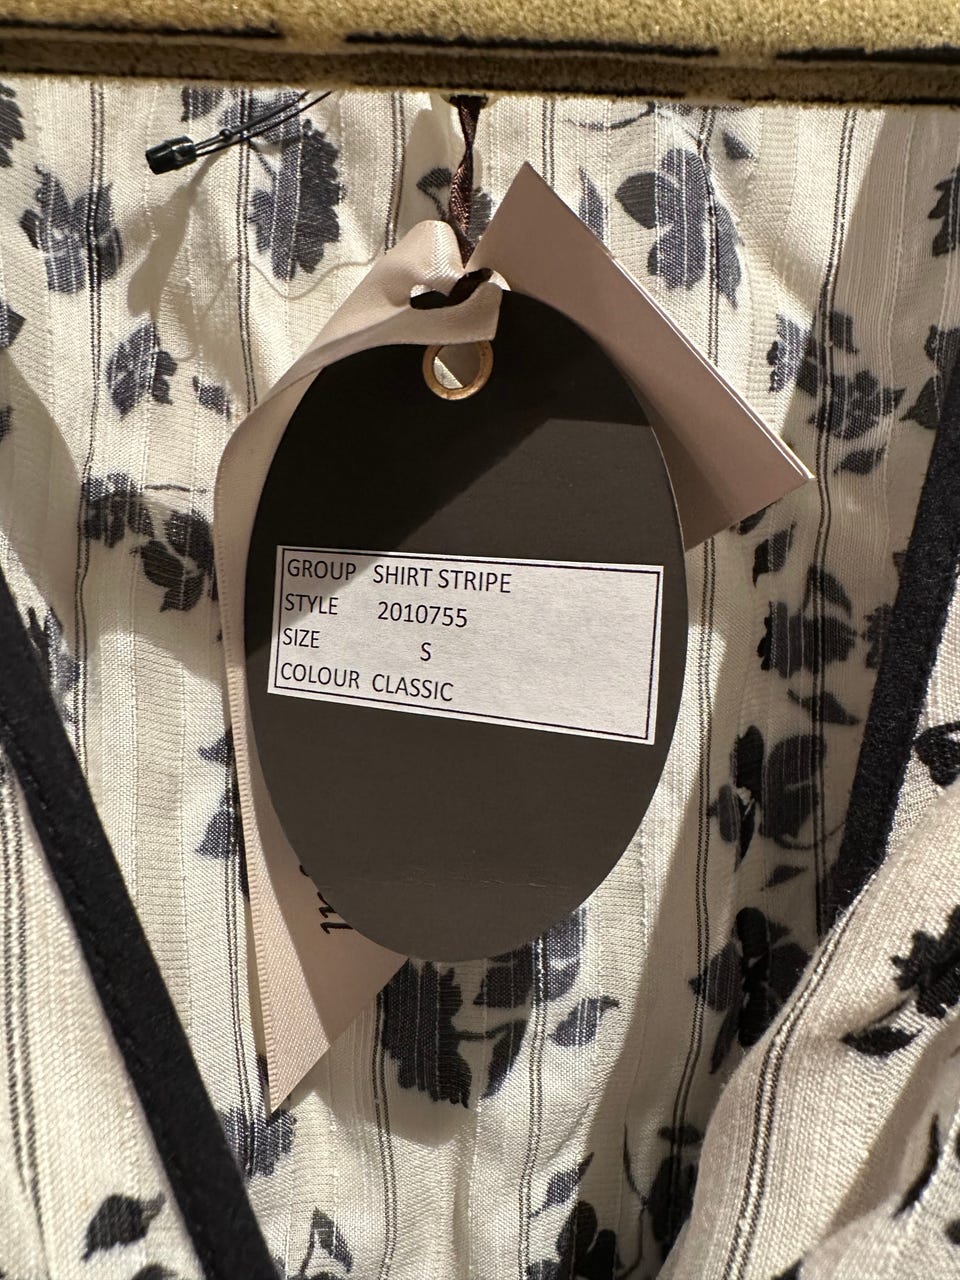 GROUP SHIRT STRIPE
STYLE 2010755
SIZE S
COLOUR CLASSIC